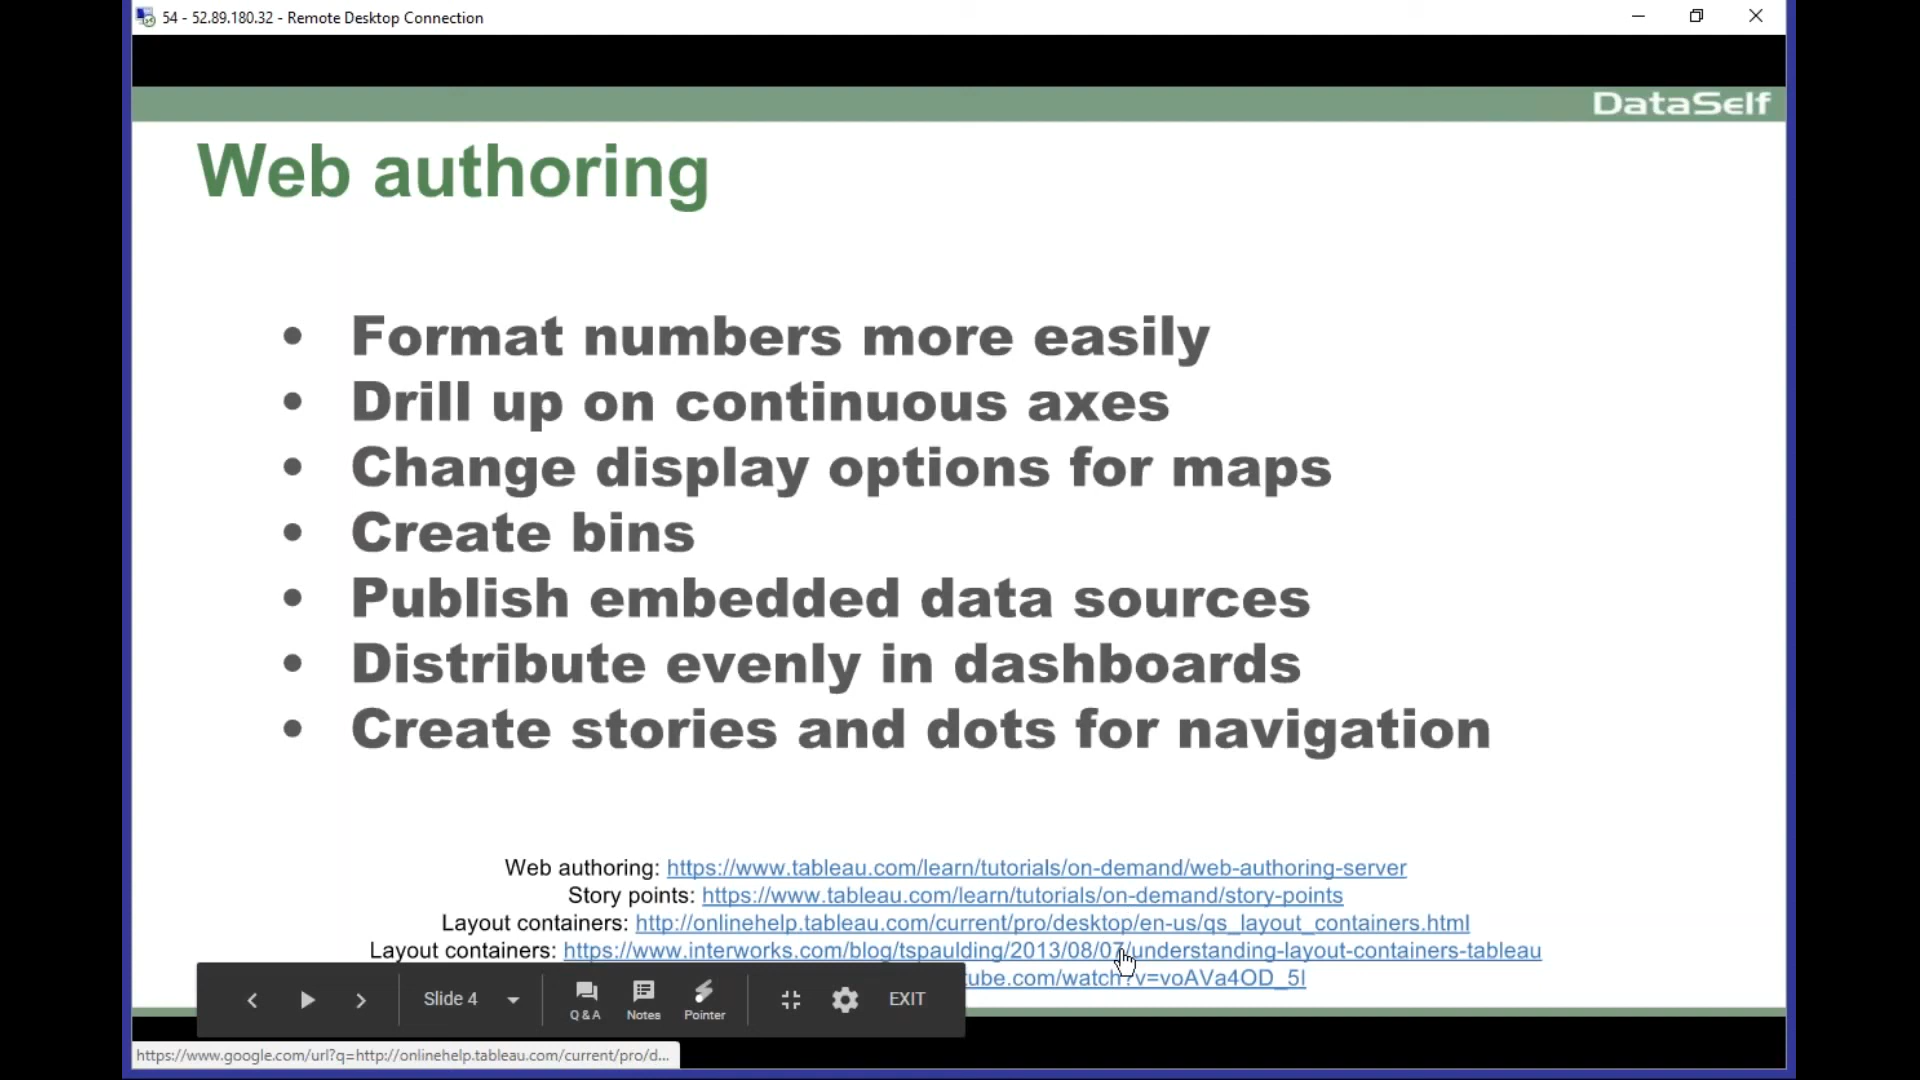 54 - 52.89.180.32 - Remote Desktop Connection
DataSelf
Web authoring
• Format numbers more easily
• Drill up on continuous axes
• Change display options for maps
• Create bins
• Publish embedded data sources
• Distribute evenly in dashboards
• Create stories and dots for navigation
Web authoring: https://www.tableau.com/learn/tutorials/on-demand/web-authoring-server
Story points: https://www.tableau.com/learn/tutorials/on-demand/story-points
Layout containers: http://onlinehelp.tableau.com/current/pro/desktop/en-us/qs_layout_containers.html
Layout containers: https://www.interworks.com/blog/tspaulding/2013/08/07/understanding-layout-containers-tableau
tube.com/watch?v=voAVa4OD_5I
Slide 4
Q & A
Notes
Pointer
EXIT
https://www.google.com/url?q=http://onlinehelp.tableau.com/current/pro/d...